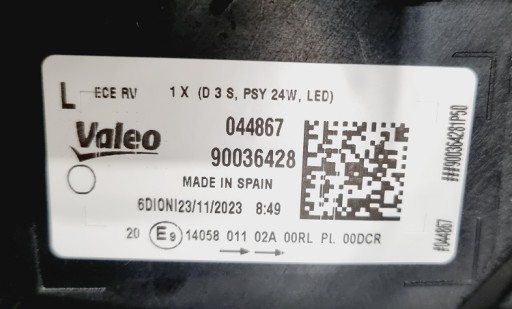 L ECE RV 1 X (D 3 S, PSY 24W, LED)
Valeo 044867
90036428
MADE IN SPAIN
6DIONI23/11/2023 8:49
20 E9 14058 011 02A 00RL PL 00DCR
###900364281P50
#044867